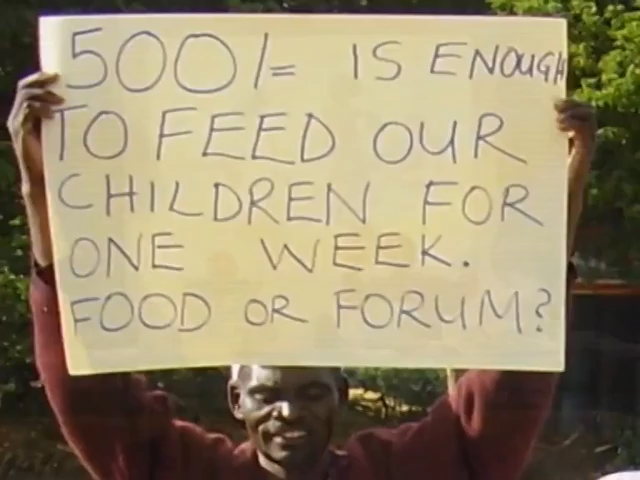 500/= IS ENOUGH
TO FEED OUR
CHILDREN FOR
ONE WEEK.
FOOD OR FORUM?